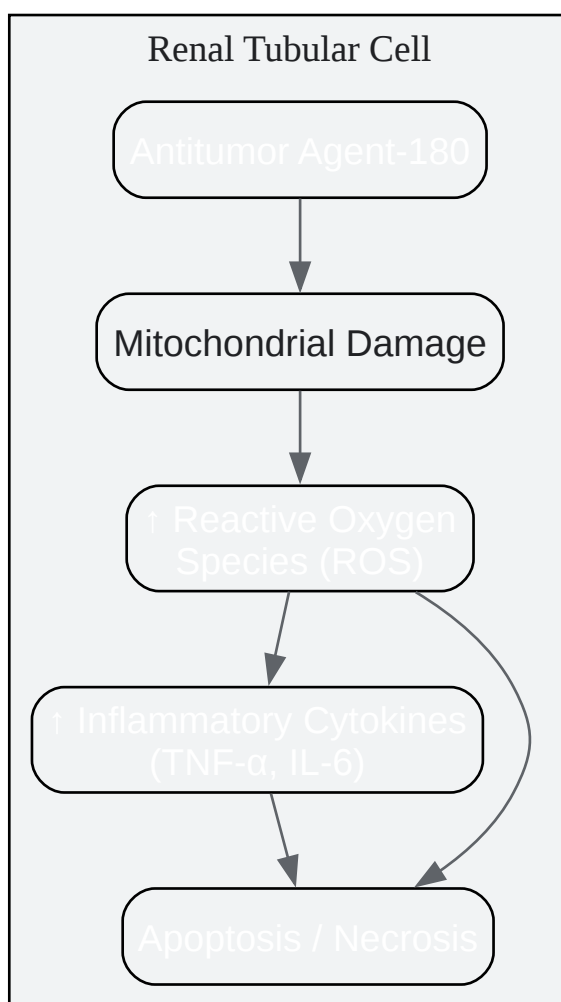 Renal Tubular Cell
Antitumor Agent-180
Mitochondrial Damage
↑ Reactive Oxygen
Species (ROS)
↑ Inflammatory Cytokines
(TNF-α, IL-6)
Apoptosis / Necrosis